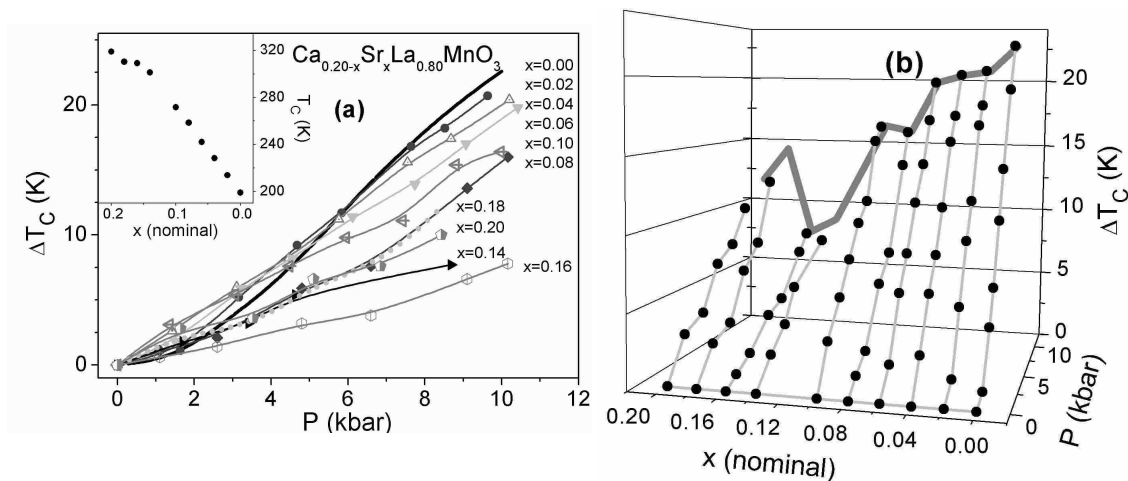 Ca0.20-xSrxLa0.80MnO3
(a)
x=0.00
x=0.02
x=0.04
x=0.06
x=0.10
x=0.08
x=0.18
x=0.20
x=0.14
x=0.16
20
10
0
ΔTC (K)
0 2 4 6 8 10 12
P (kbar)
320
280
240
200
TC (K)
0.2 0.1 0.0
x (nominal)
(b)
20
15
10
5
0
ΔTC (K)
10
5
0
P (kbar)
0.20 0.16 0.12 0.08 0.04 0.00
x (nominal)